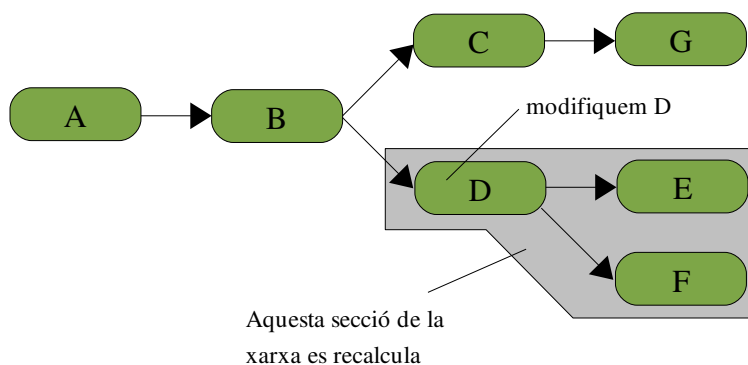 C
G
A
B
modifiquem D
D
E
F
Aquesta secció de la
xarxa es recalcula